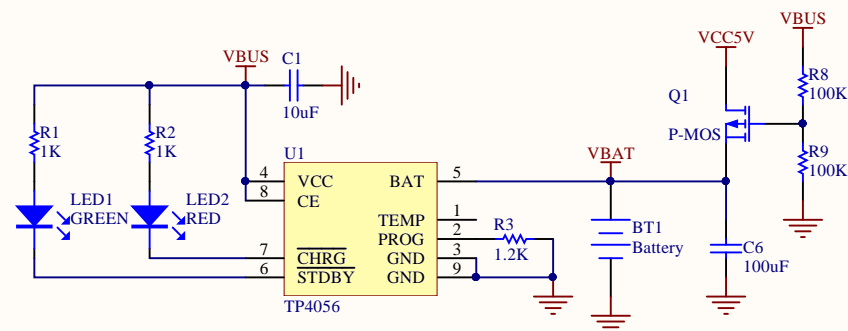 VBUS
VCC5V
VBUS
C1
10uF
R8
100K
Q1
P-MOS
R1
1K
R2
1K
R9
100K
U1
VBAT
4 VCC BAT 5
8 CE
LED1
GREEN
LED2
RED
TEMP 1
PROG 2
R3
1.2K
BT1
Battery
7 CHRG GND 3
6 STDBY GND 9
C6
100uF
TP4056